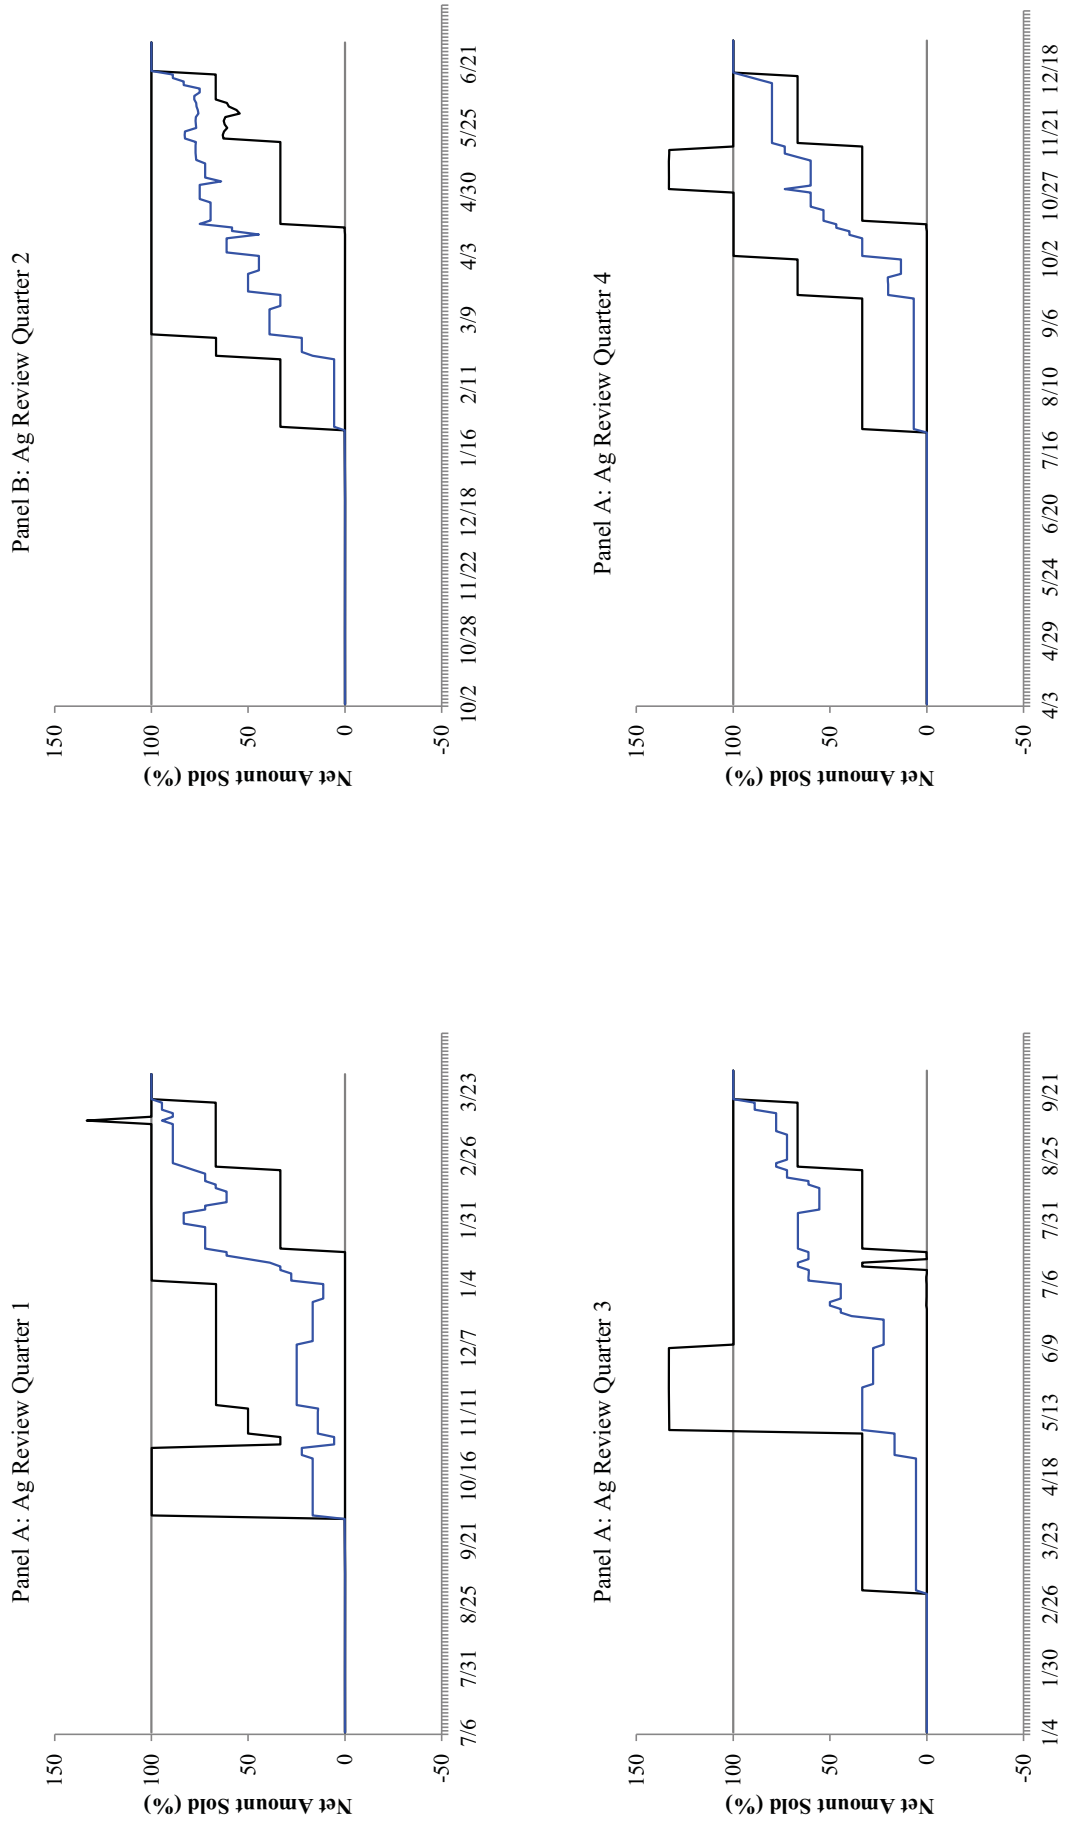 Panel A: Ag Review Quarter 1
Net Amount Sold (%)
150
100
50
0
-50
7/6 7/31 8/25 9/21 10/16 11/11 12/7 1/4 1/31 2/26 3/23
Panel B: Ag Review Quarter 2
Net Amount Sold (%)
150
100
50
0
-50
10/2 10/28 11/22 12/18 1/16 2/11 3/9 4/3 4/30 5/25 6/21
Panel A: Ag Review Quarter 3
Net Amount Sold (%)
150
100
50
0
-50
1/4 1/30 2/26 3/23 4/18 5/13 6/9 7/6 7/31 8/25 9/21
Panel A: Ag Review Quarter 4
Net Amount Sold (%)
150
100
50
0
-50
4/3 4/29 5/24 6/20 7/16 8/10 9/6 10/2 10/27 11/21 12/18